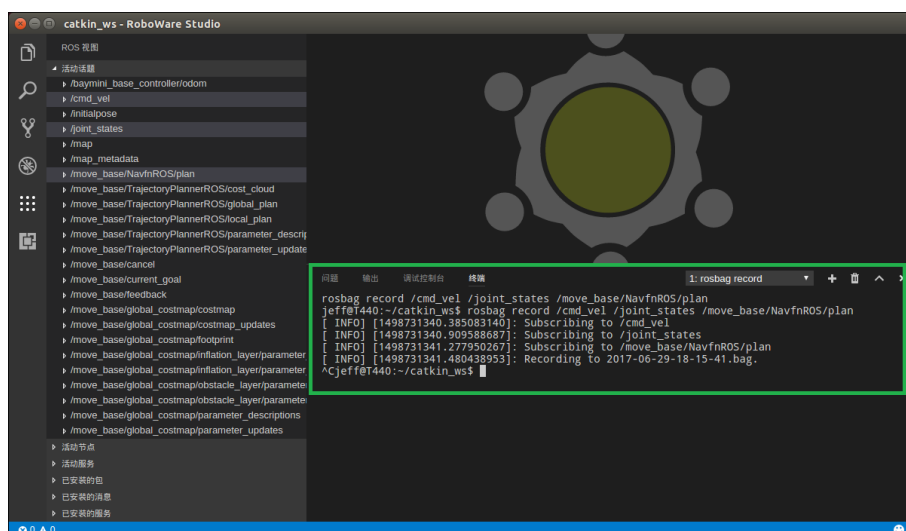 catkin_ws - RoboWare Studio
ROS 视图
活动话题
/baymini_base_controller/odom
/cmd_vel
/initialpose
/joint_states
/map
/map_metadata
/move_base/NavfnROS/plan
/move_base/TrajectoryPlannerROS/cost_cloud
/move_base/TrajectoryPlannerROS/global_plan
/move_base/TrajectoryPlannerROS/local_plan
/move_base/TrajectoryPlannerROS/parameter_descrip
/move_base/TrajectoryPlannerROS/parameter_update
/move_base/cancel
/move_base/current_goal
/move_base/feedback
/move_base/global_costmap/costmap
/move_base/global_costmap/costmap_updates
/move_base/global_costmap/footprint
/move_base/global_costmap/inflation_layer/parameter
/move_base/global_costmap/inflation_layer/parameter
/move_base/global_costmap/obstacle_layer/paramete
/move_base/global_costmap/obstacle_layer/paramete
/move_base/global_costmap/parameter_descriptions
/move_base/global_costmap/parameter_updates
活动节点
活动服务
已安装的包
已安装的消息
已安装的服务
问题 输出 调试控制台 终端 1: rosbag record
rosbag record /cmd_vel /joint_states /move_base/NavfnROS/plan
jeff@T440:~/catkin_ws$ rosbag record /cmd_vel /joint_states /move_base/NavfnROS/plan
[ INFO] [1498731340.385083140]: Subscribing to /cmd_vel
[ INFO] [1498731340.909588687]: Subscribing to /joint_states
[ INFO] [1498731341.277950267]: Subscribing to /move_base/NavfnROS/plan
[ INFO] [1498731341.480438953]: Recording to 2017-06-29-18-15-41.bag.
^Cjeff@T440:~/catkin_ws$
0 0